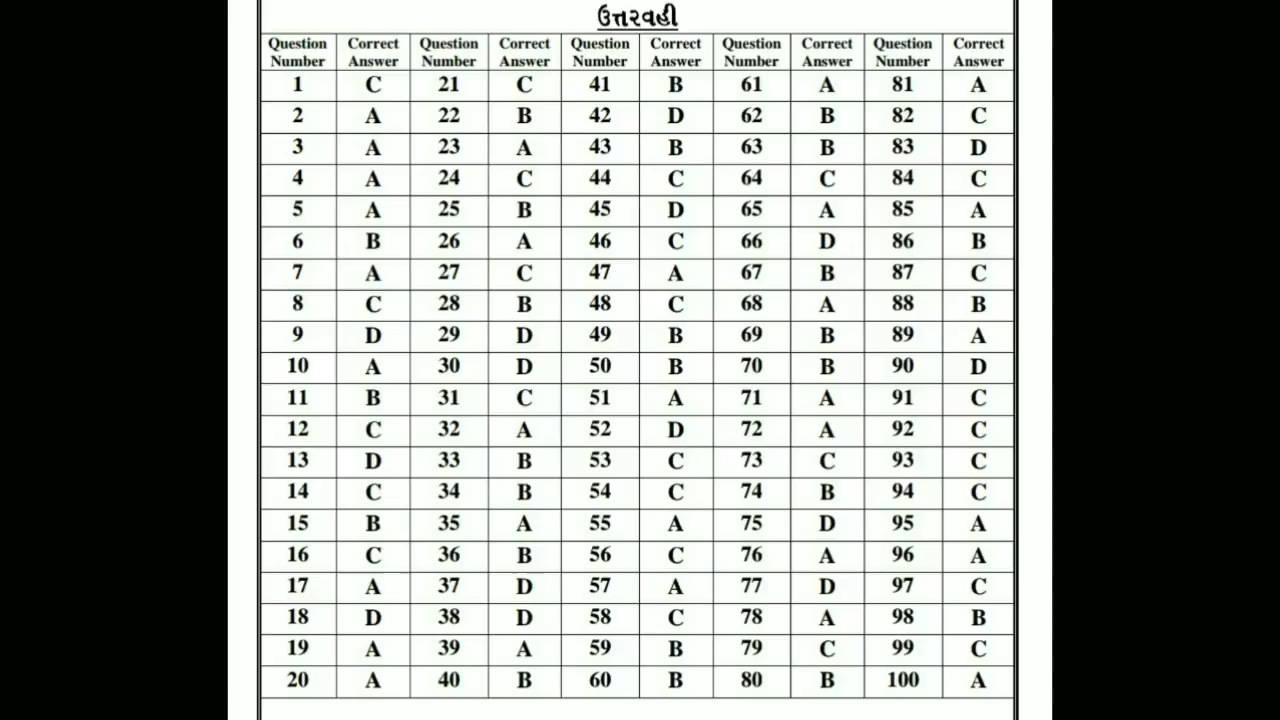 ઉત્તરવહી
Question Number Correct Answer Question Number Correct Answer Question Number Correct Answer Question Number Correct Answer Question Number Correct Answer
1 C 21 C 41 B 61 A 81 A
2 A 22 B 42 D 62 B 82 C
3 A 23 A 43 B 63 B 83 D
4 A 24 C 44 C 64 C 84 C
5 A 25 B 45 D 65 A 85 A
6 B 26 A 46 C 66 D 86 B
7 A 27 C 47 A 67 B 87 C
8 C 28 B 48 C 68 A 88 B
9 D 29 D 49 B 69 B 89 A
10 A 30 D 50 B 70 B 90 D
11 B 31 C 51 A 71 A 91 C
12 C 32 A 52 D 72 A 92 C
13 D 33 B 53 C 73 C 93 C
14 C 34 B 54 C 74 B 94 C
15 B 35 A 55 A 75 D 95 A
16 C 36 B 56 C 76 A 96 A
17 A 37 D 57 A 77 D 97 C
18 D 38 D 58 C 78 A 98 B
19 A 39 A 59 B 79 C 99 C
20 A 40 B 60 B 80 B 100 A